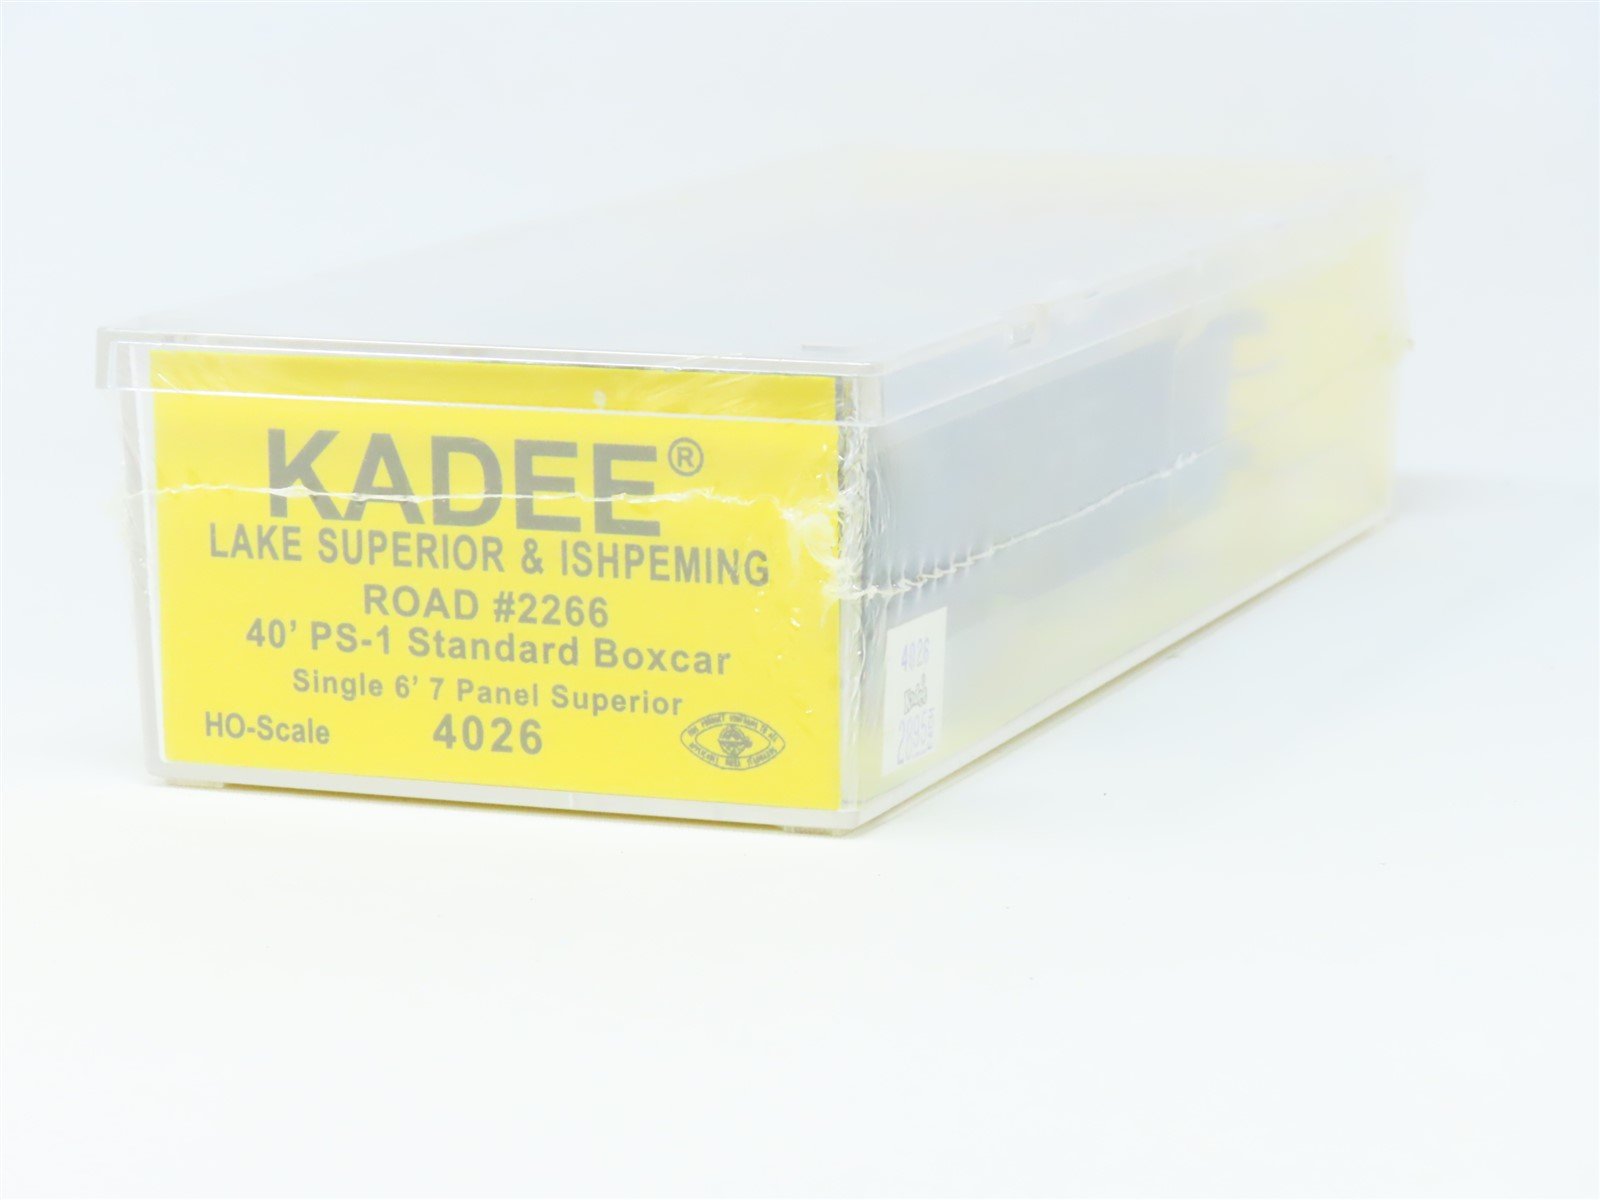 KADEE®
LAKE SUPERIOR & ISHPEMING
ROAD #2266
40' PS-1 Standard Boxcar
Single 6' 7 Panel Superior
HO-Scale 4026
4026